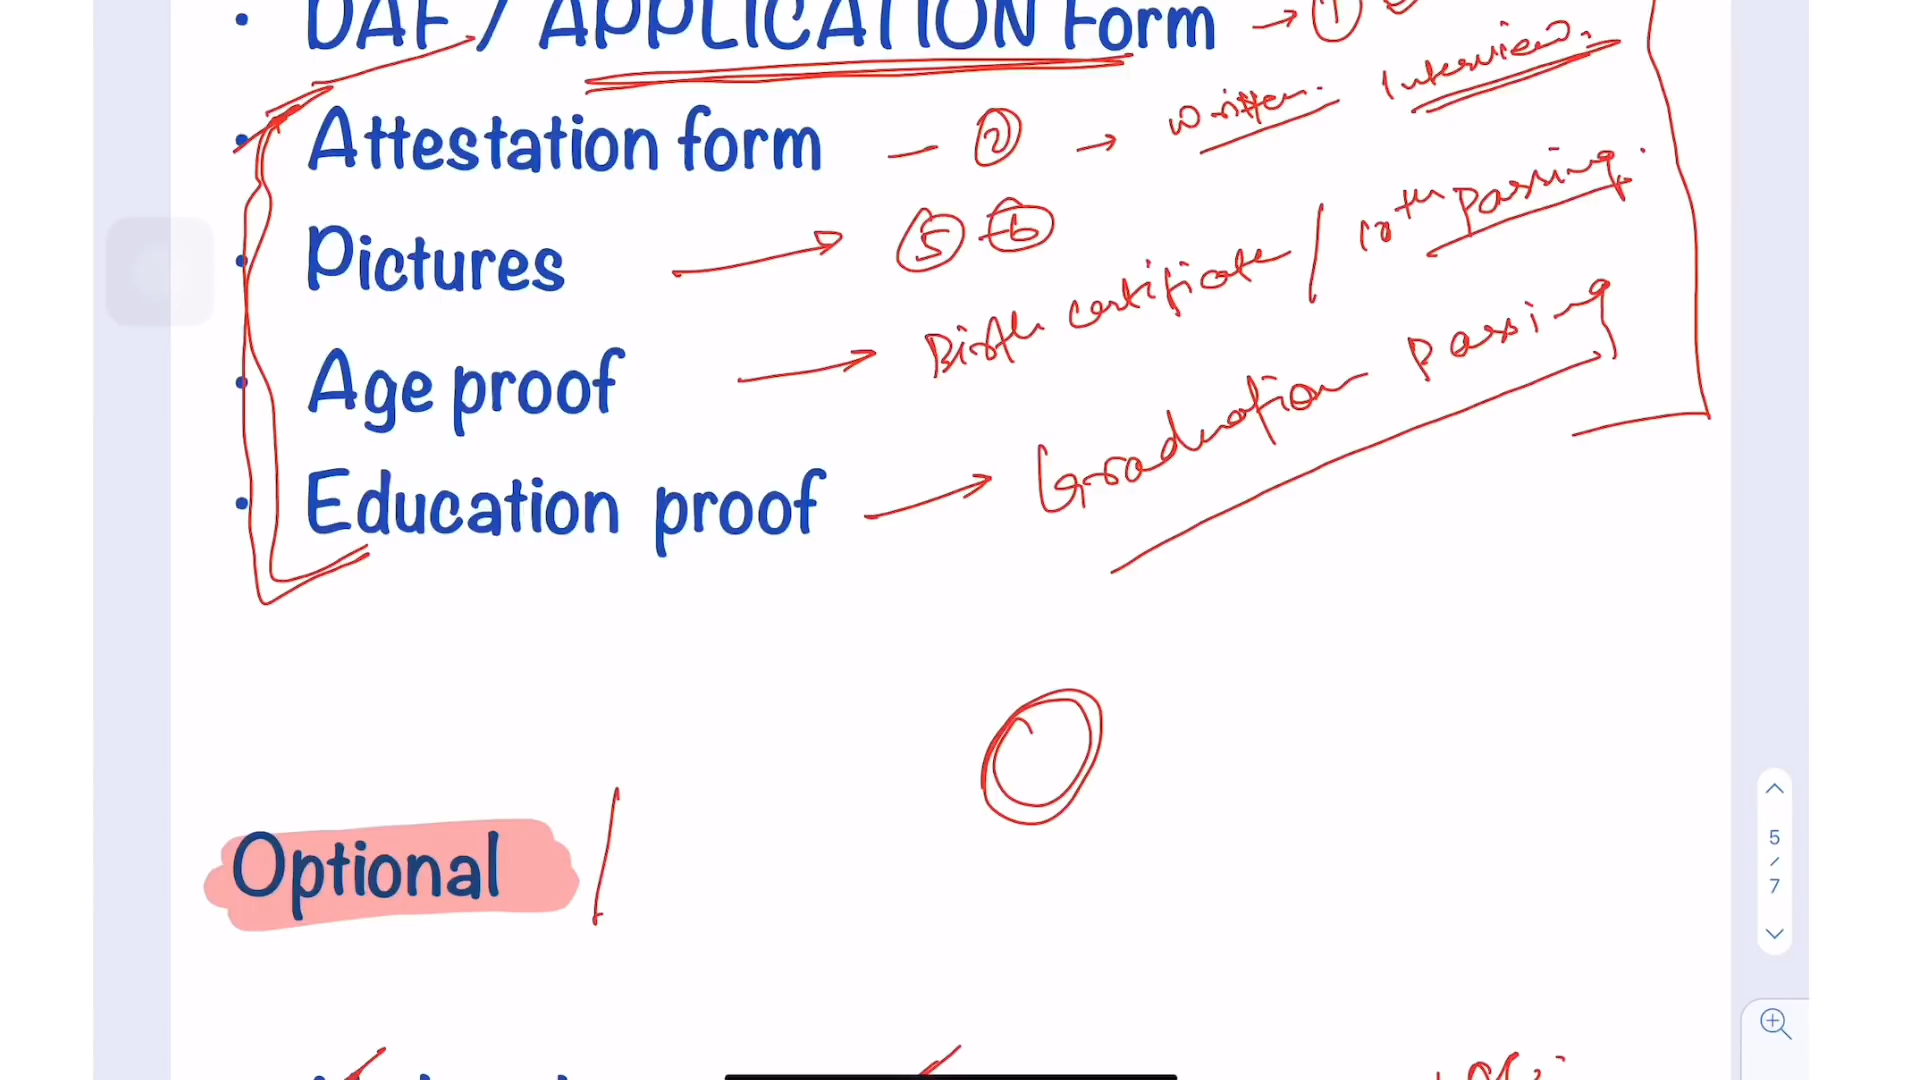 • DAF / APPLICATION Form → ①
• Attestation form – ② → written. Interview.
• Pictures → ⑤ ⑥
• Age proof → Birth certificate / 10th passing.
• Education proof → Graduation passing
Optional /
5
/
7